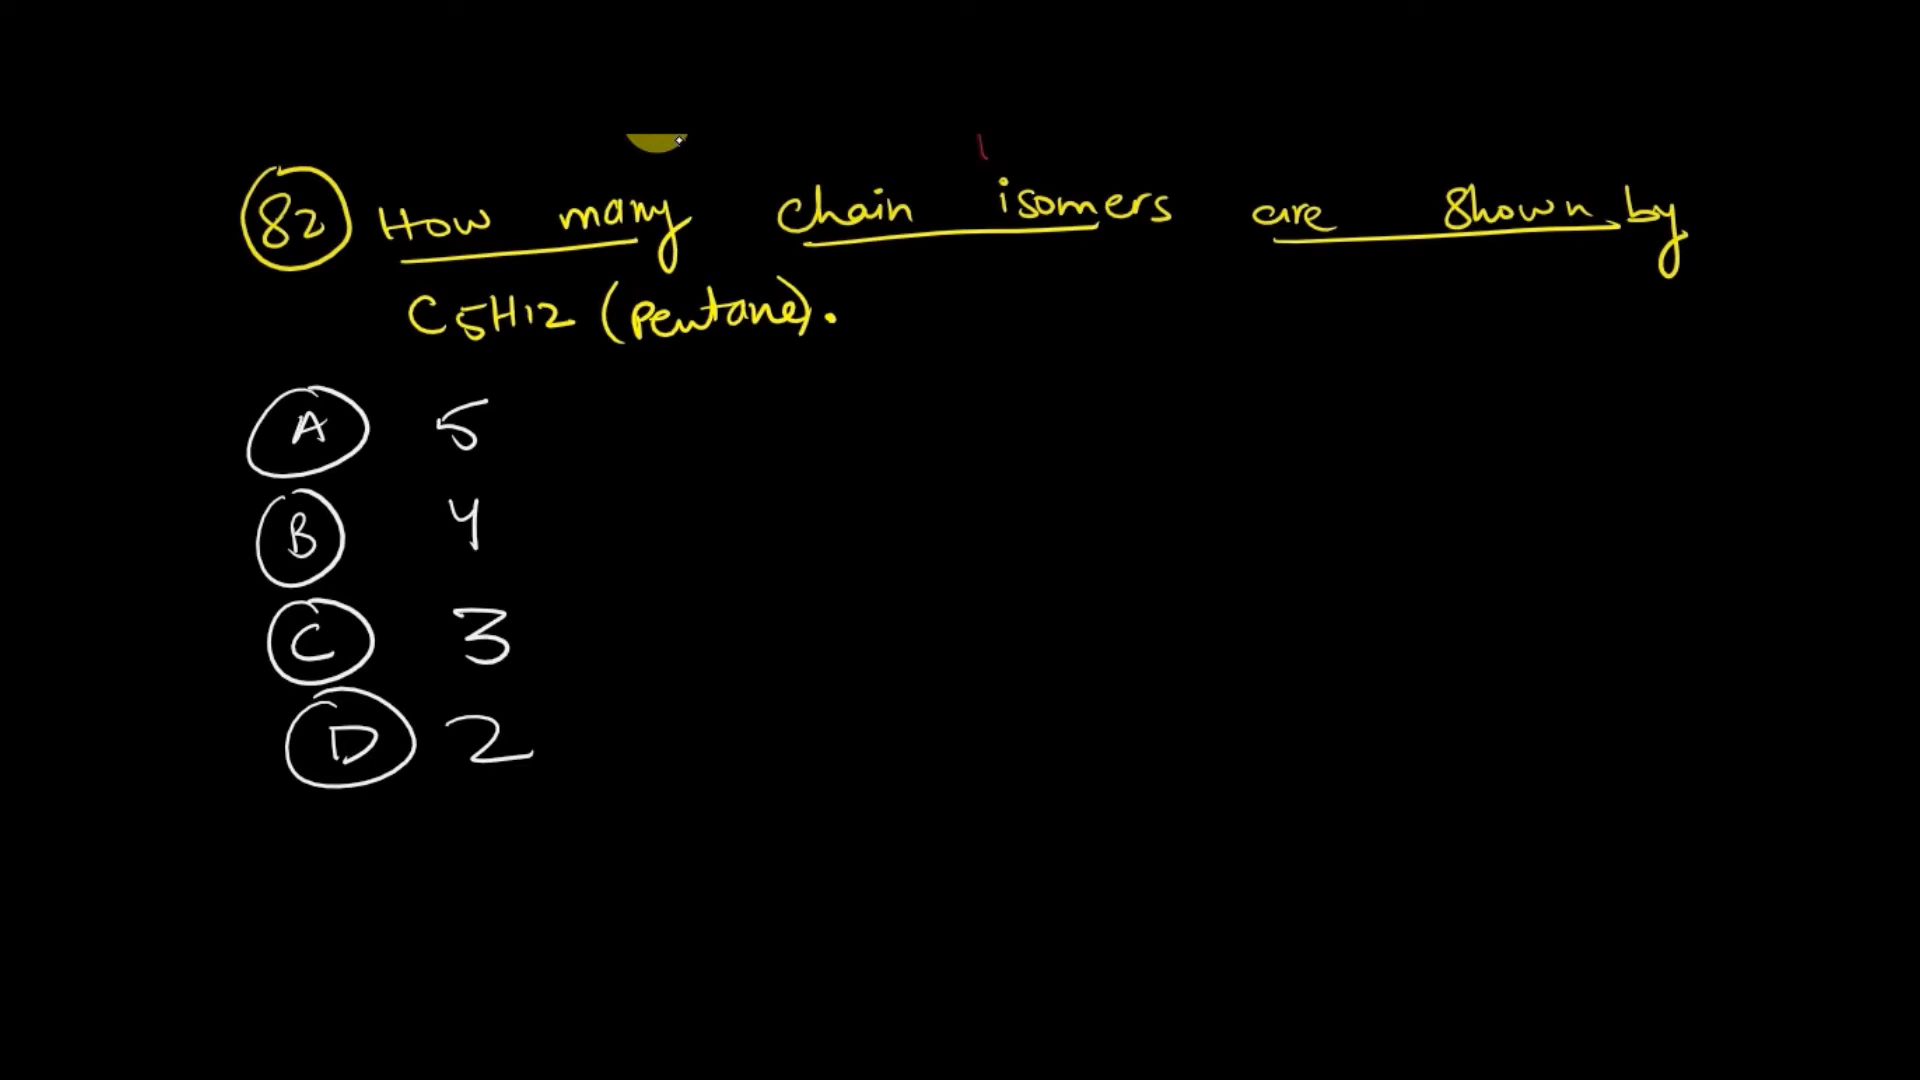 82 How many chain isomers are shown by
C5H12 (Pentane).
A 5
B 4
C 3
D 2